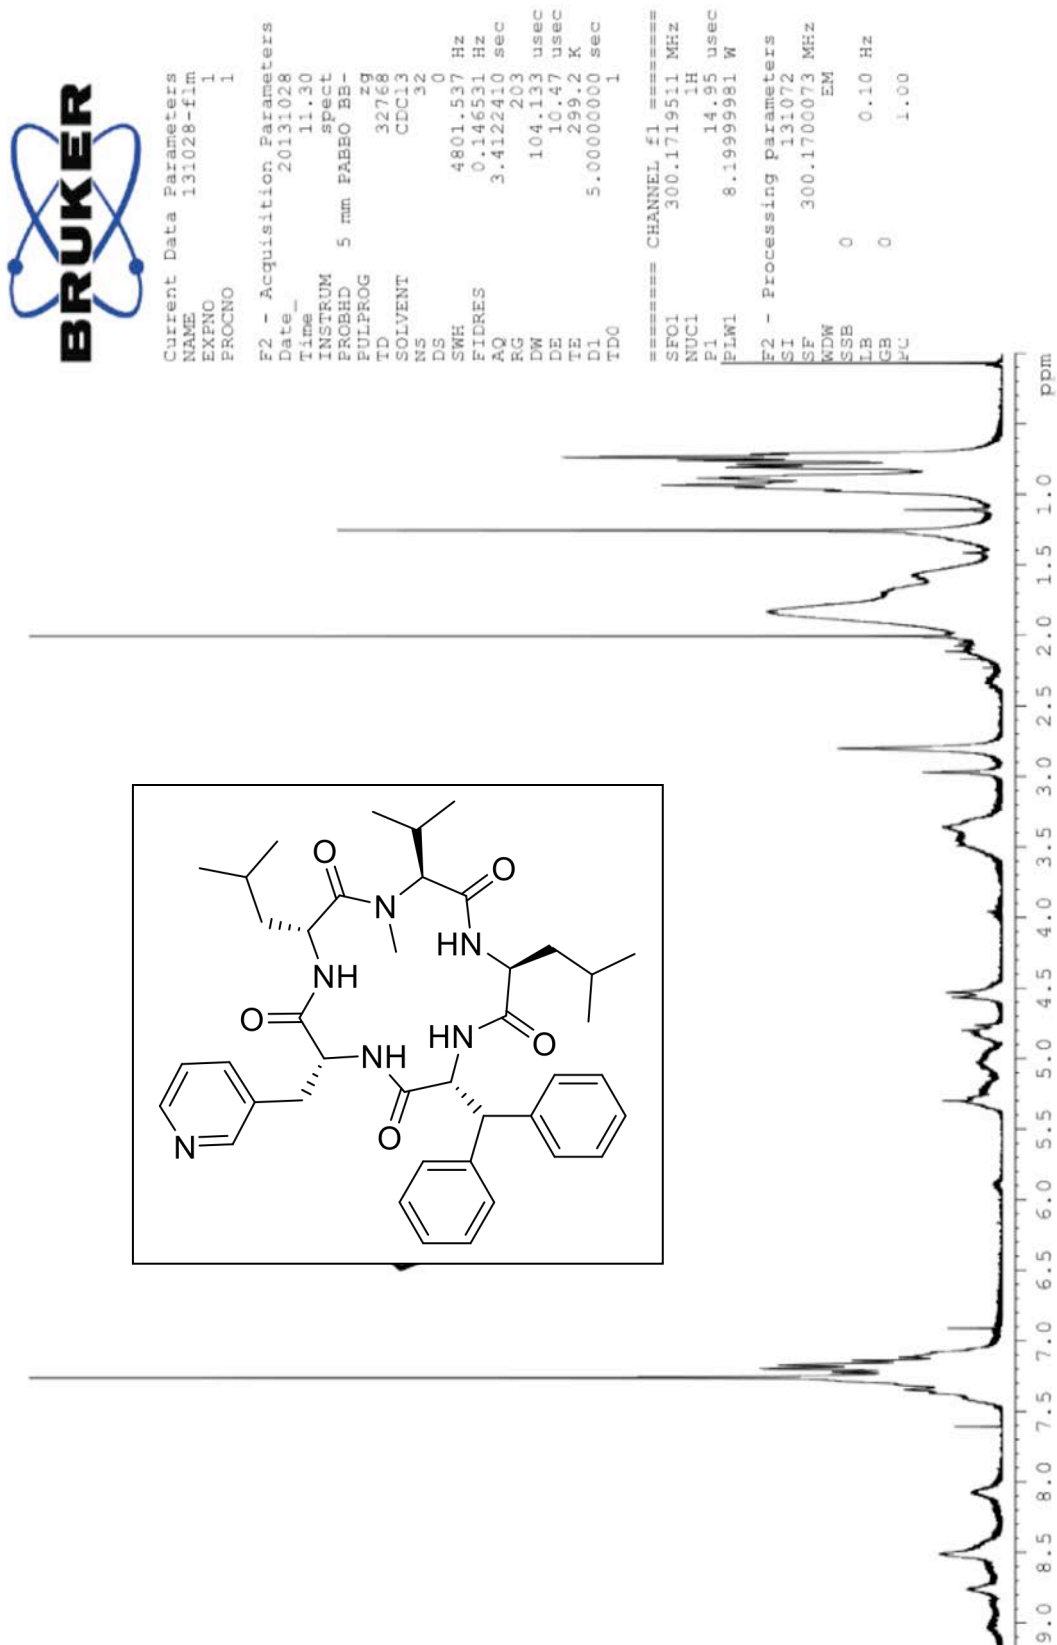 BRUKER
Current Data Parameters
NAME 131028-flm
EXPNO 1
PROCNO 1
F2 - Acquisition Parameters
Date_ 20131028
Time 11.30
INSTRUM spect
PROBHD 5 mm PABBO BB-
PULPROG zg
TD 32768
SOLVENT CDCl3
NS 32
DS 0
SWH 4801.537 Hz
FIDRES 0.146531 Hz
AQ 3.4122410 sec
RG 203
DW 104.133 usec
DE 10.47 usec
TE 299.2 K
D1 5.00000000 sec
TD0 1
======== CHANNEL f1 ========
SFO1 300.1719511 MHz
NUC1 1H
P1 14.95 usec
PLW1 8.19999981 W
F2 - Processing parameters
SI 131072
SF 300.1700073 MHz
WDW EM
SSB 0
LB 0.10 Hz
GB 0
PC 1.00
O
O
N
HN
NH
O
HN
NH
O
N
O
9.0 8.5 8.0 7.5 7.0 6.5 6.0 5.5 5.0 4.5 4.0 3.5 3.0 2.5 2.0 1.5 1.0 ppm